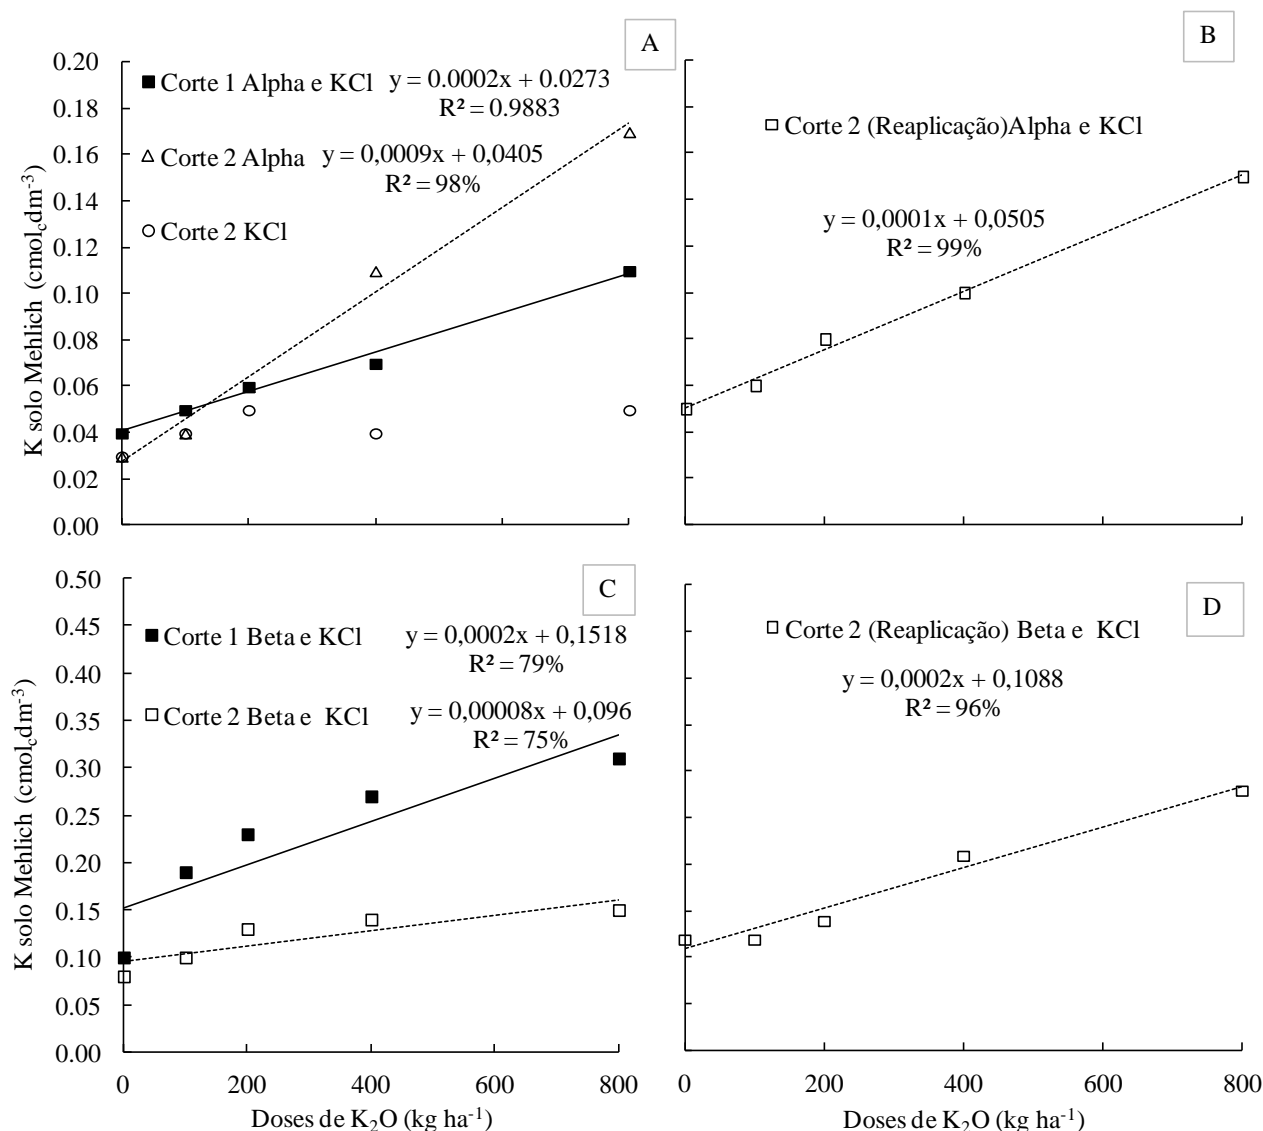 A
B
0.20
0.18
0.16
0.14
0.12
0.10
0.08
0.06
0.04
0.02
0.00
K solo Mehlich (cmol_c dm⁻³)
Corte 1 Alpha e KCl
y = 0.0002x + 0.0273
R² = 0.9883
Corte 2 Alpha
y = 0,0009x + 0,0405
R² = 98%
Corte 2 KCl
Corte 2 (Reaplicação)Alpha e KCl
y = 0,0001x + 0,0505
R² = 99%
C
D
0.50
0.45
0.40
0.35
0.30
0.25
0.20
0.15
0.10
0.05
0.00
K solo Mehlich (cmol_c dm⁻³)
Corte 1 Beta e KCl
y = 0,0002x + 0,1518
R² = 79%
Corte 2 Beta e KCl
y = 0,00008x + 0,096
R² = 75%
0 200 400 600 800
Doses de K₂O (kg ha⁻¹)
Corte 2 (Reaplicação) Beta e KCl
y = 0,0002x + 0,1088
R² = 96%
0 200 400 600 800
Doses de K₂O (kg ha⁻¹)